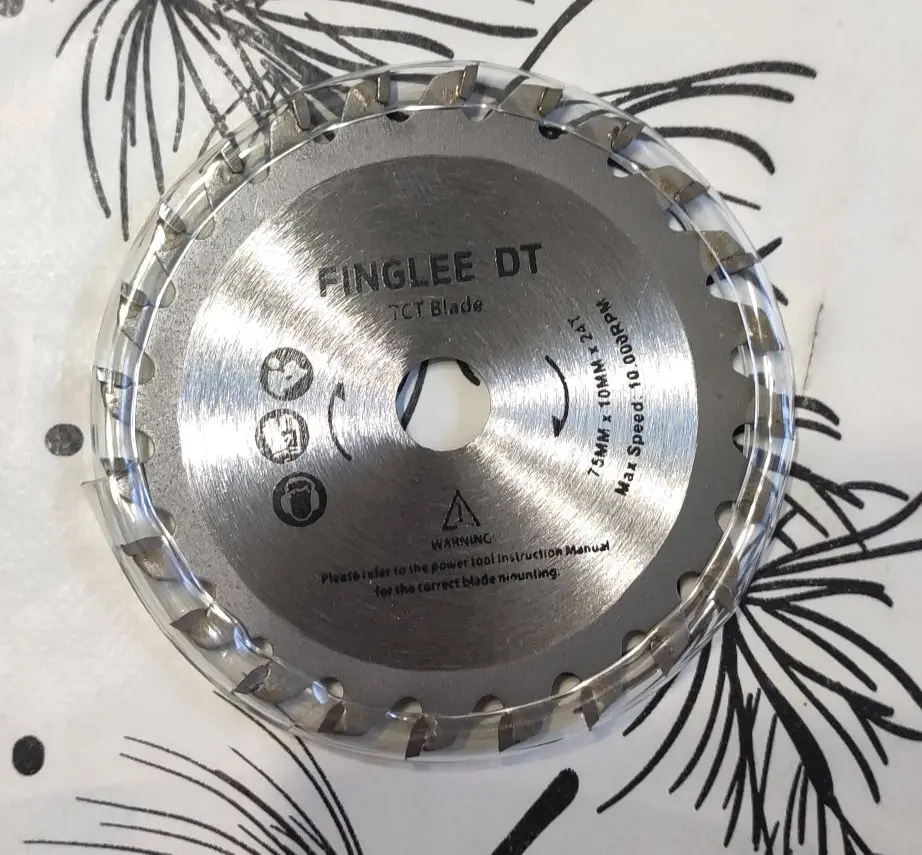 FINGLEE DT
TCT Blade
75MM x 10MM x 24T
Max Speed: 10.000RPM
WARNING
Please refer to the power tool Instruction Manual
for the correct blade mounting.